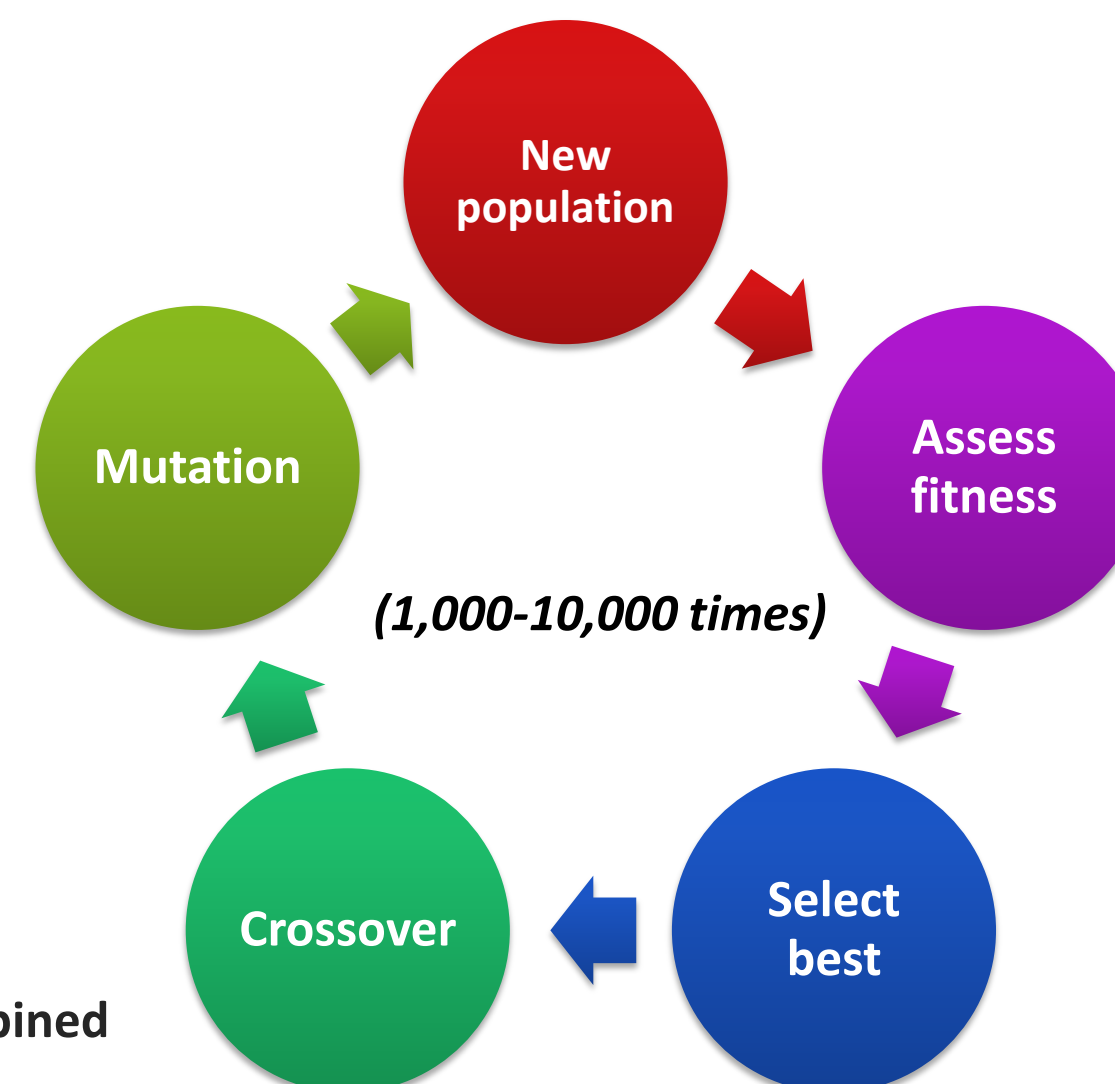 New
population
Assess
fitness
Mutation
(1,000-10,000 times)
Select
best
Crossover